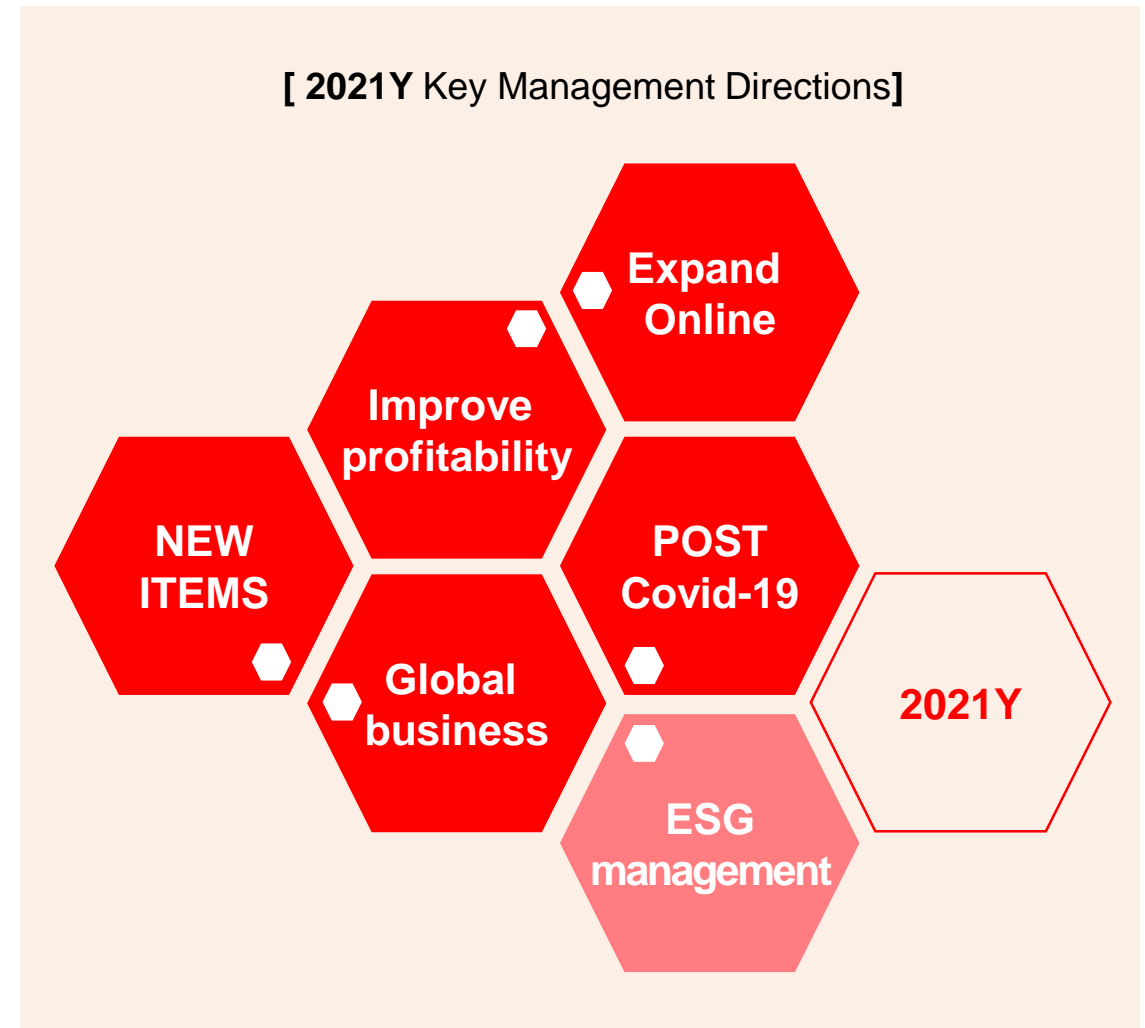 [ 2021Y Key Management Directions]
Expand
Online
Improve
profitability
NEW
ITEMS
POST
Covid-19
Global
business
2021Y
ESG
management